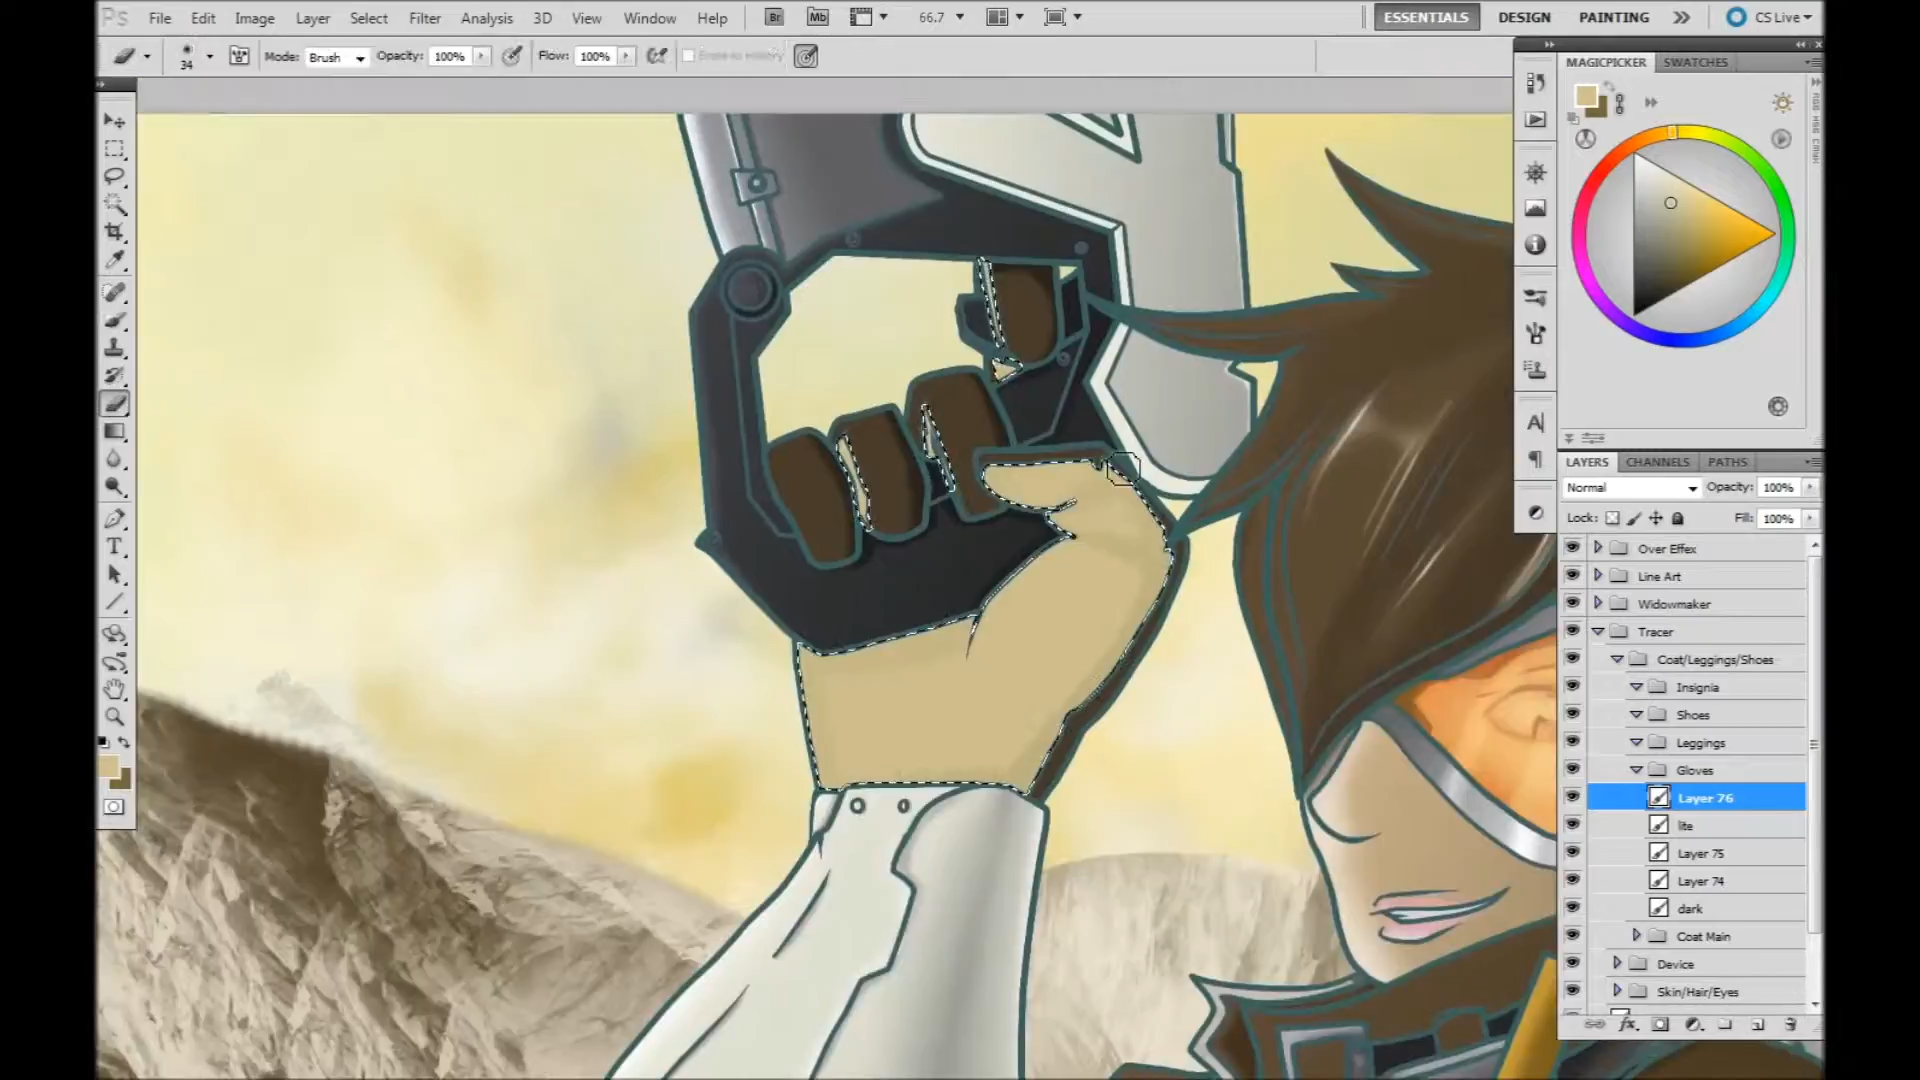 Ps File Edit Image Layer Select Filter Analysis 3D View Window Help Br Mb 66.7 ESSENTIALS DESIGN PAINTING CS Live
34 Mode: Brush Opacity: 100% Flow: 100% Erase to History
MAGICPICKER SWATCHES
LAYERS CHANNELS PATHS
Normal Opacity: 100%
Lock: Fill: 100%
Over Effex
Line Art
Widowmaker
Tracer
Coat/Leggings/Shoes
Insignia
Shoes
Leggings
Gloves
Layer 76
lite
Layer 75
Layer 74
dark
Coat Main
Device
Skin/Hair/Eyes